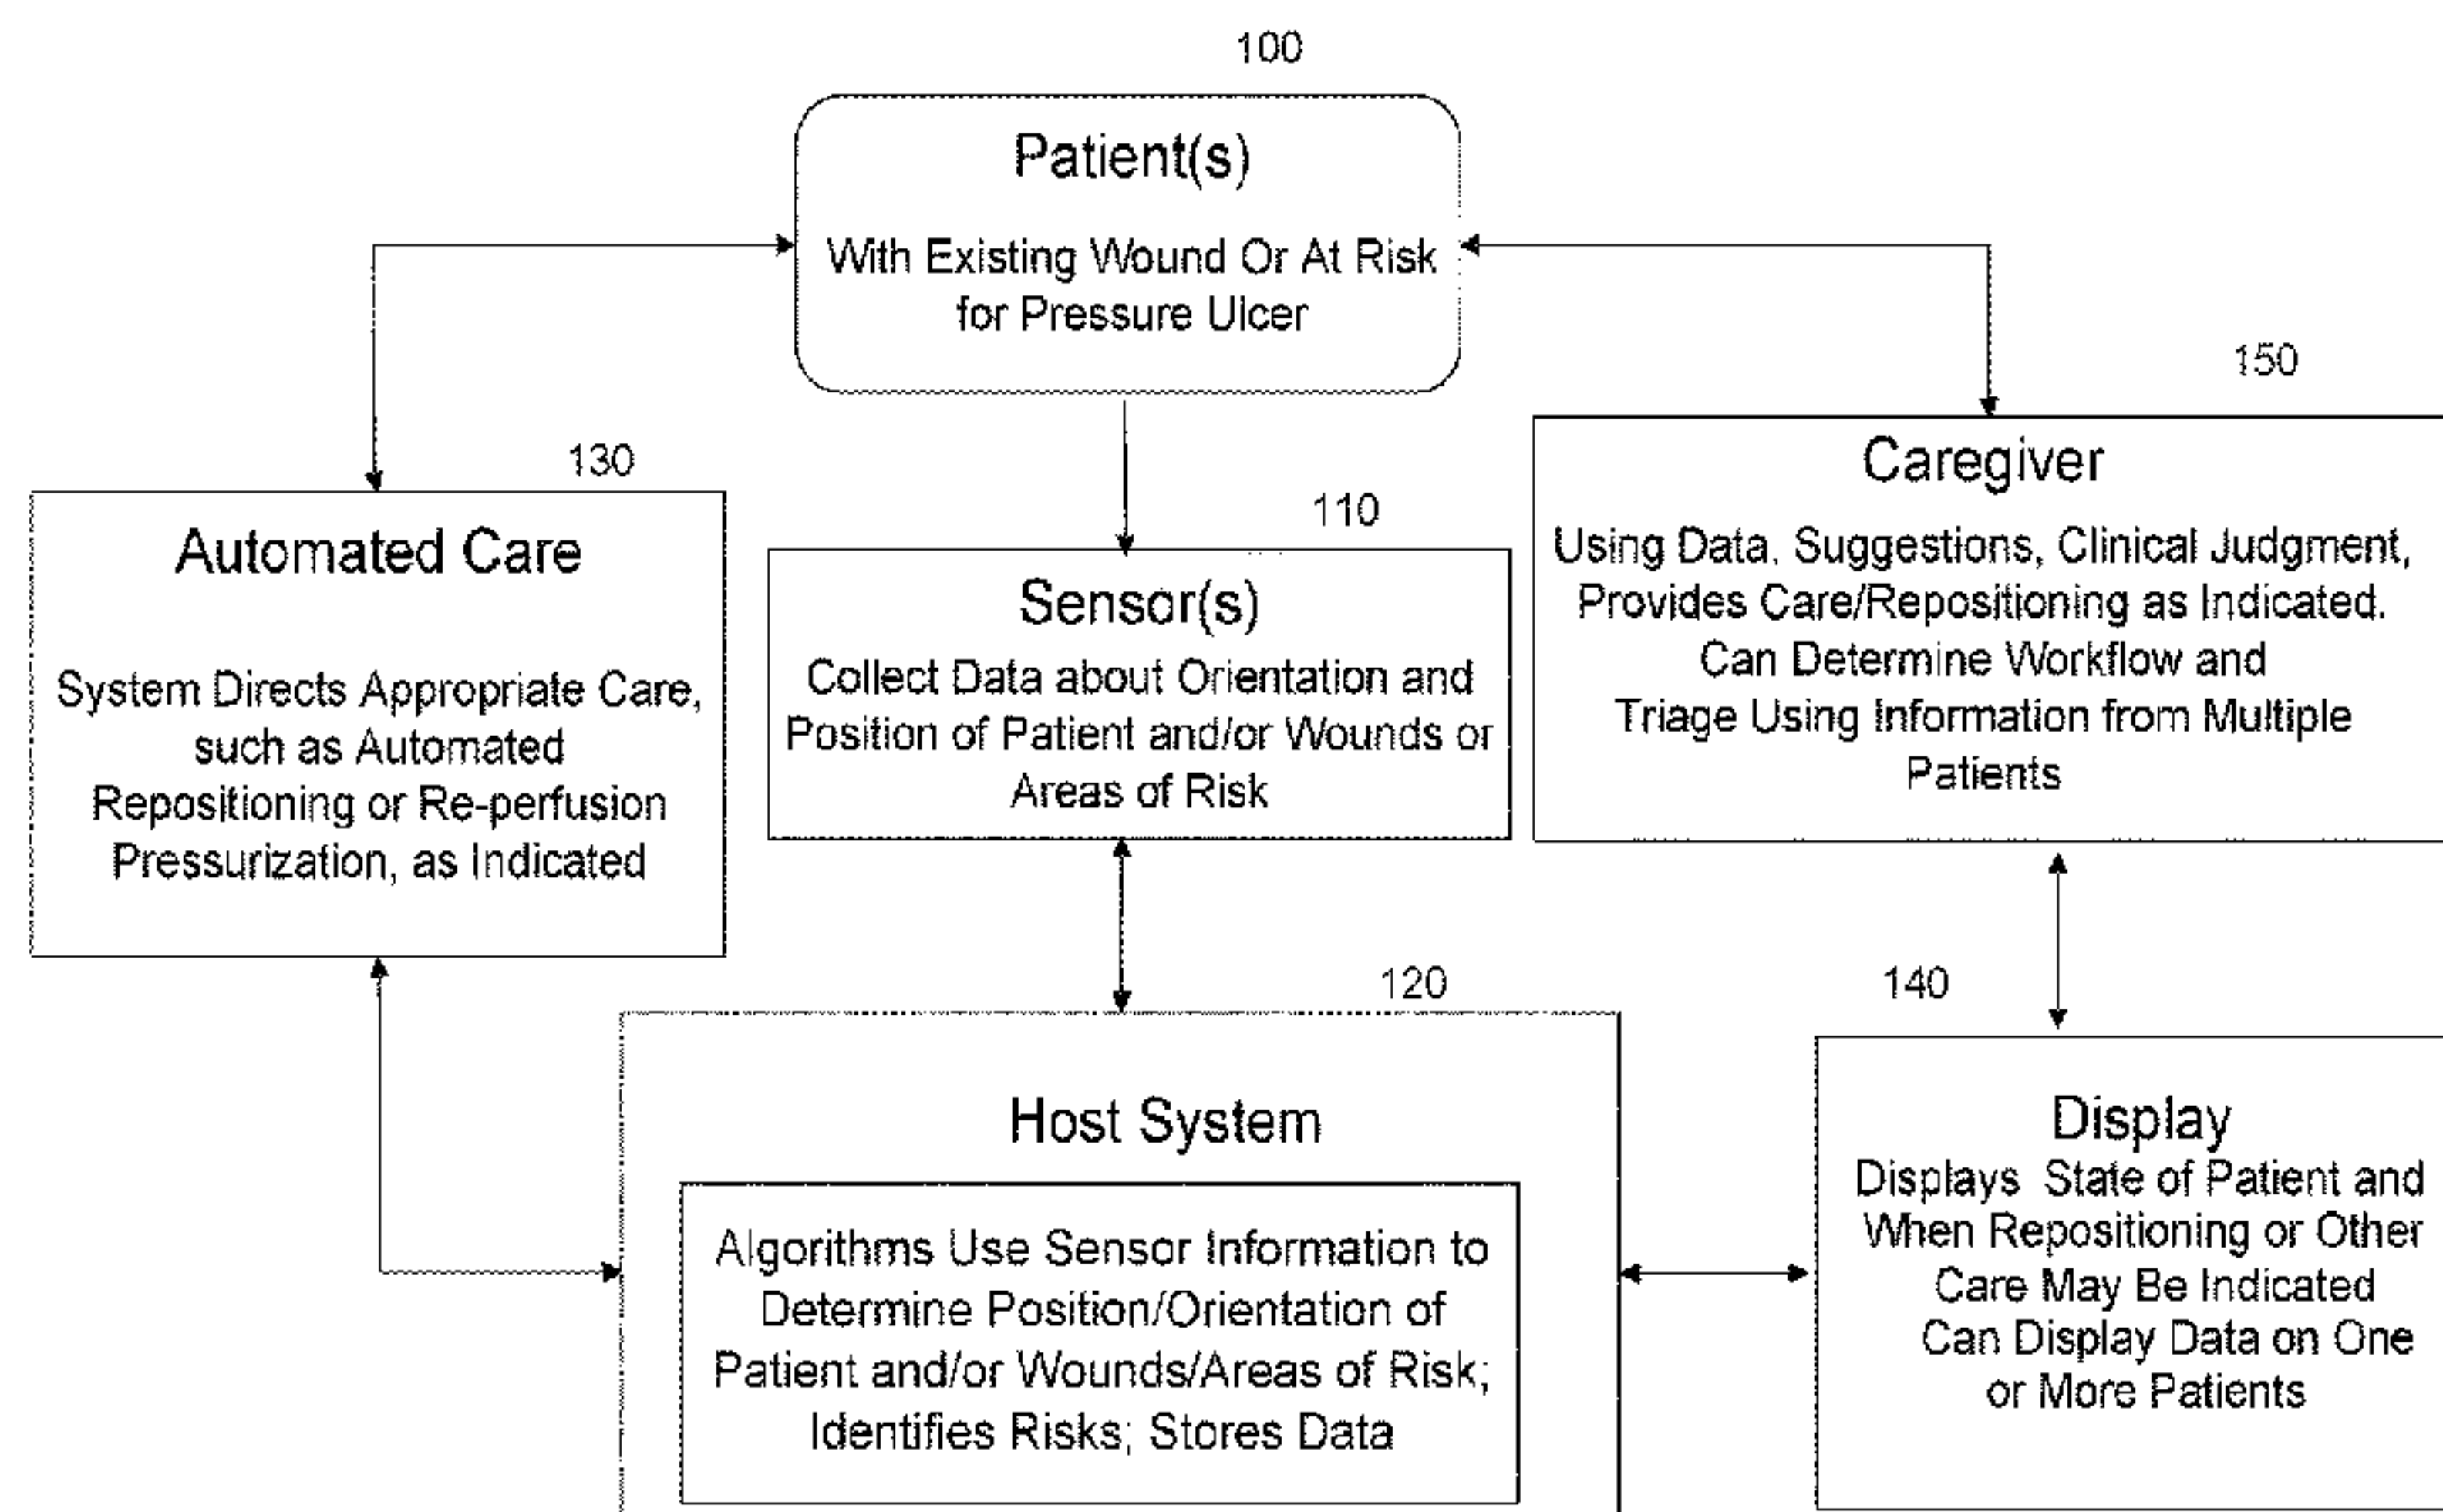 100
Patient(s)
With Existing Wound Or At Risk
for Pressure Ulcer
130
Automated Care
System Directs Appropriate Care,
such as Automated
Repositioning or Re-perfusion
Pressurization, as Indicated
110
Sensor(s)
Collect Data about Orientation and
Position of Patient and/or Wounds or
Areas of Risk
150
Caregiver
Using Data, Suggestions, Clinical Judgment,
Provides Care/Repositioning as Indicated.
Can Determine Workflow and
Triage Using Information from Multiple
Patients
120
Host System
Algorithms Use Sensor Information to
Determine Position/Orientation of
Patient and/or Wounds/Areas of Risk;
Identifies Risks; Stores Data
140
Display
Displays State of Patient and
When Repositioning or Other
Care May Be Indicated
Can Display Data on One
or More Patients